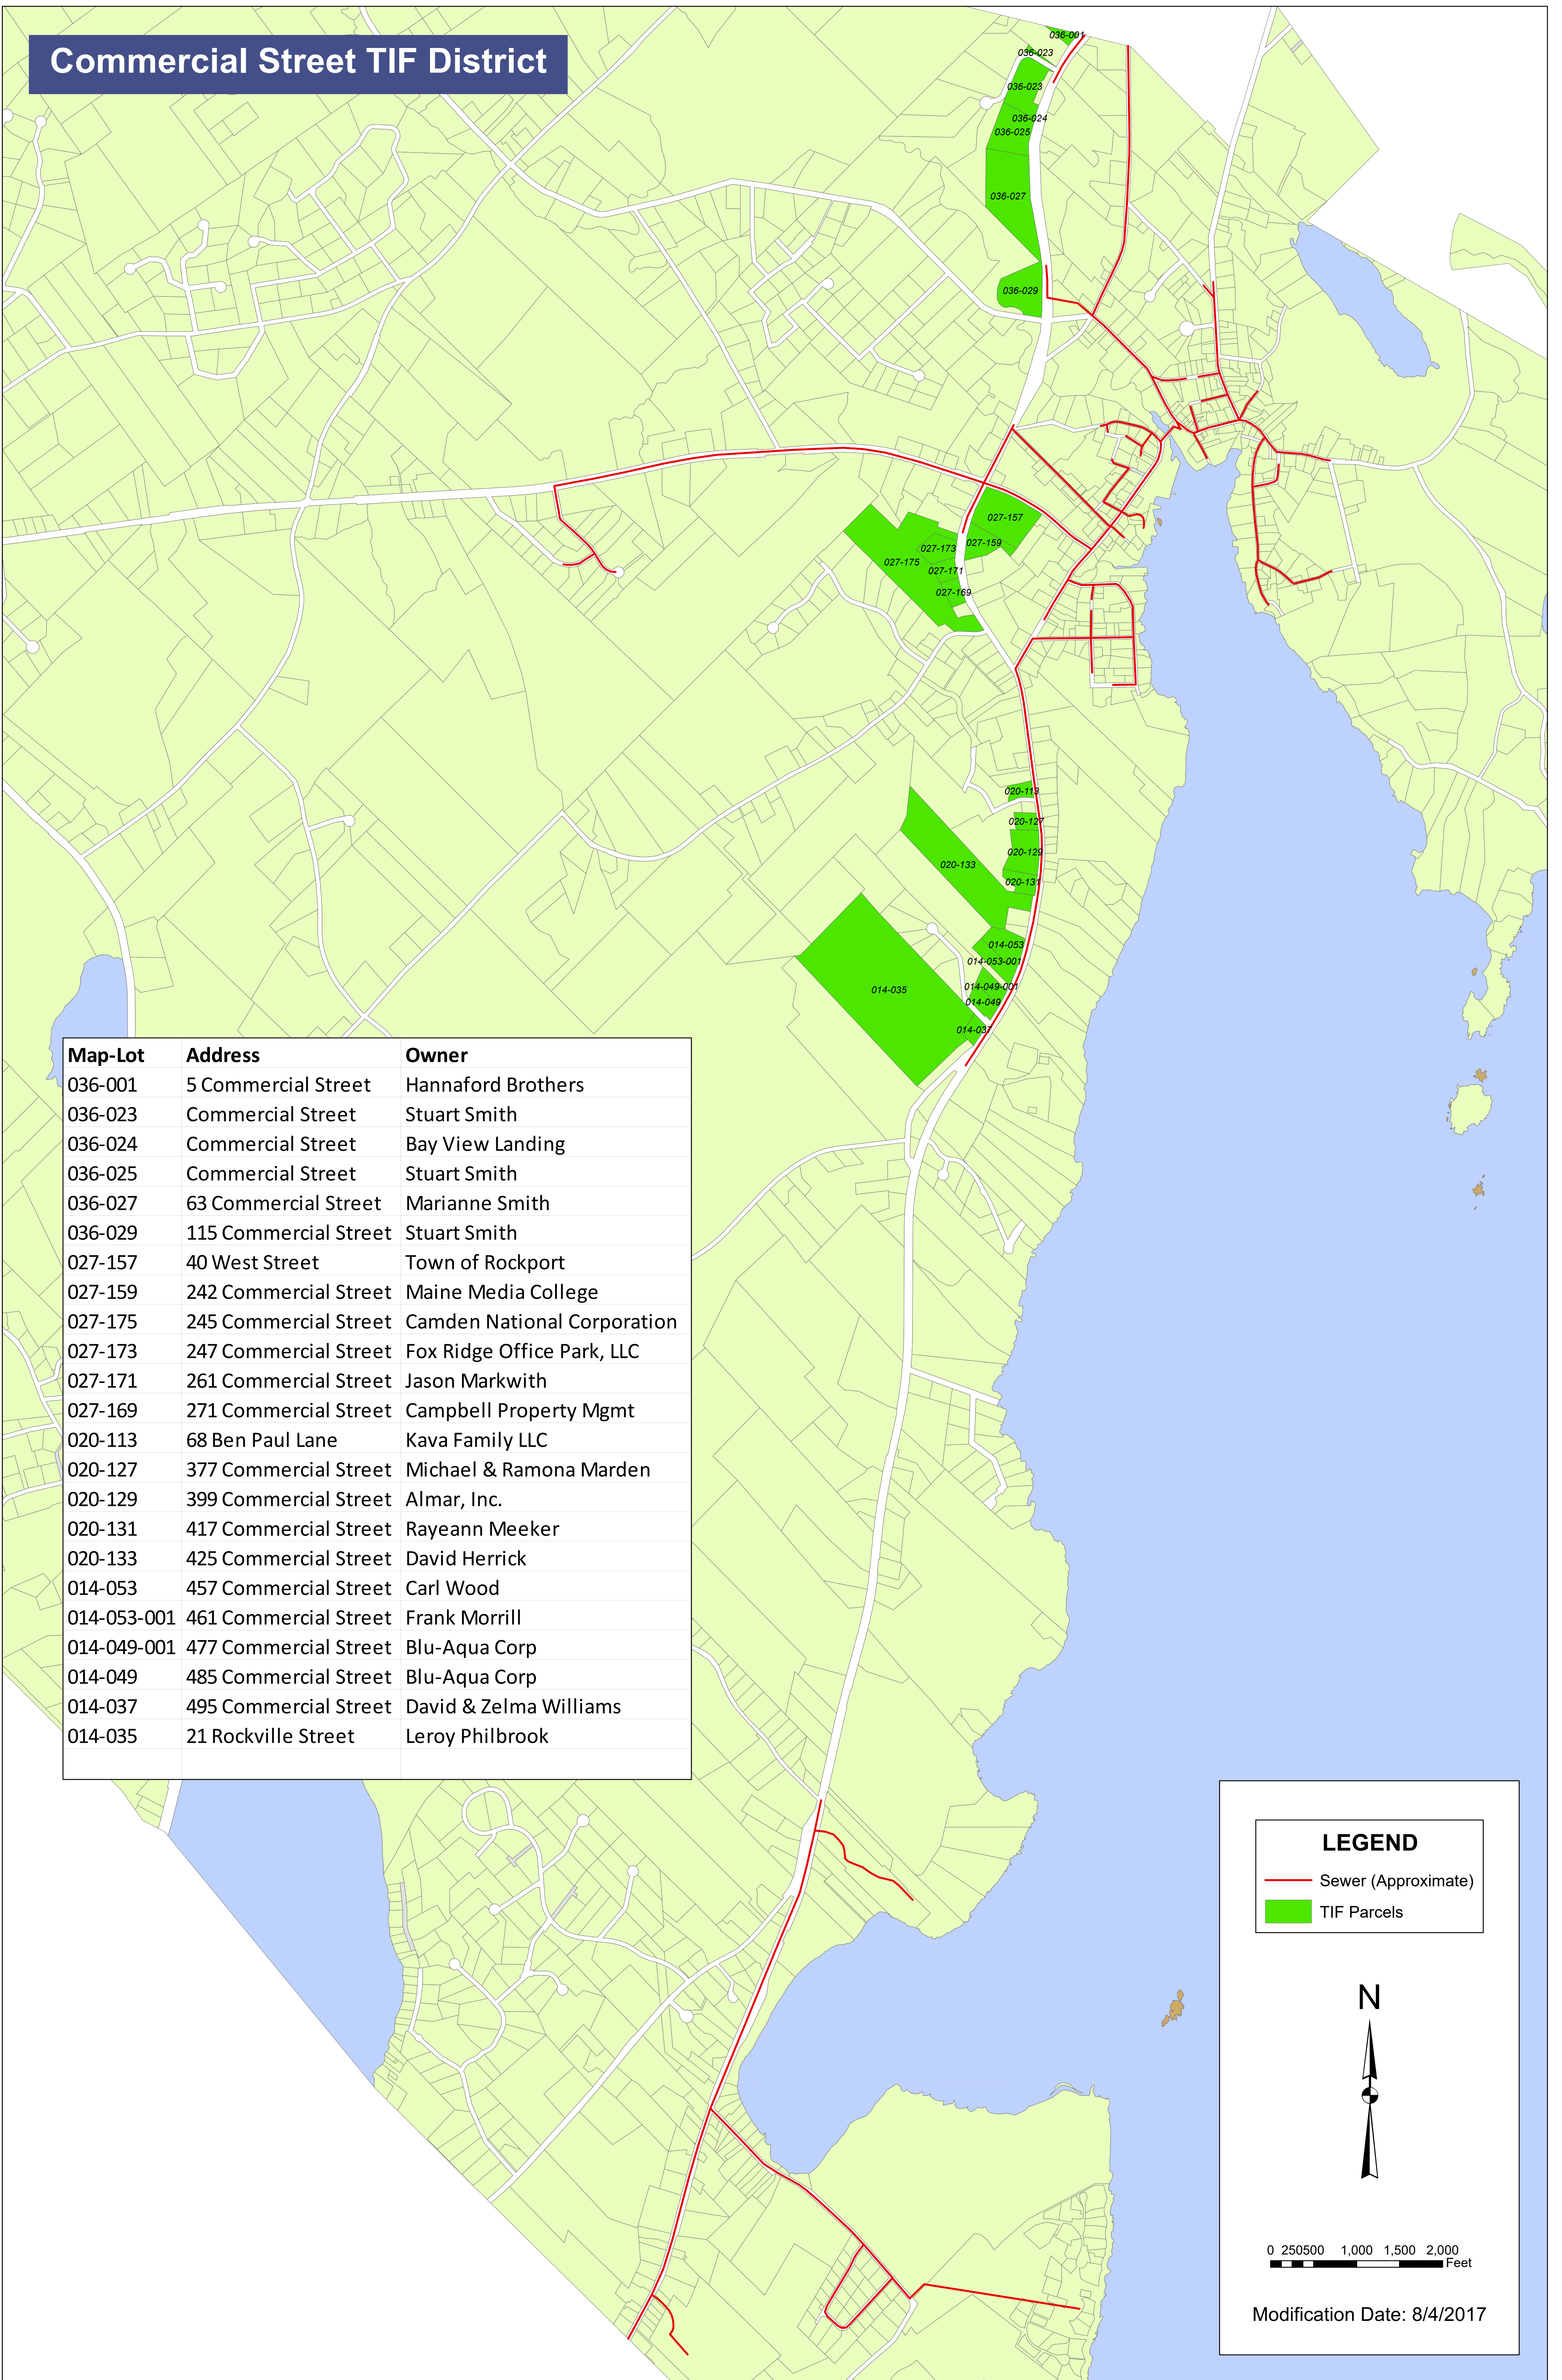 Commercial Street TIF District
036-001
036-023
036-023
036-024
036-025
036-027
036-029
027-157
027-159
027-173
027-175
027-171
027-169
020-113
020-127
020-129
020-133
020-131
014-053
014-053-001
014-049-001
014-035
014-049
014-037
Map-Lot Address Owner
036-001 5 Commercial Street Hannaford Brothers
036-023 Commercial Street Stuart Smith
036-024 Commercial Street Bay View Landing
036-025 Commercial Street Stuart Smith
036-027 63 Commercial Street Marianne Smith
036-029 115 Commercial Street Stuart Smith
027-157 40 West Street Town of Rockport
027-159 242 Commercial Street Maine Media College
027-175 245 Commercial Street Camden National Corporation
027-173 247 Commercial Street Fox Ridge Office Park, LLC
027-171 261 Commercial Street Jason Markwith
027-169 271 Commercial Street Campbell Property Mgmt
020-113 68 Ben Paul Lane Kava Family LLC
020-127 377 Commercial Street Michael & Ramona Marden
020-129 399 Commercial Street Almar, Inc.
020-131 417 Commercial Street Rayeann Meeker
020-133 425 Commercial Street David Herrick
014-053 457 Commercial Street Carl Wood
014-053-001 461 Commercial Street Frank Morrill
014-049-001 477 Commercial Street Blu-Aqua Corp
014-049 485 Commercial Street Blu-Aqua Corp
014-037 495 Commercial Street David & Zelma Williams
014-035 21 Rockville Street Leroy Philbrook
LEGEND
Sewer (Approximate)
TIF Parcels
N
0 250500 1,000 1,500 2,000
Feet
Modification Date: 8/4/2017